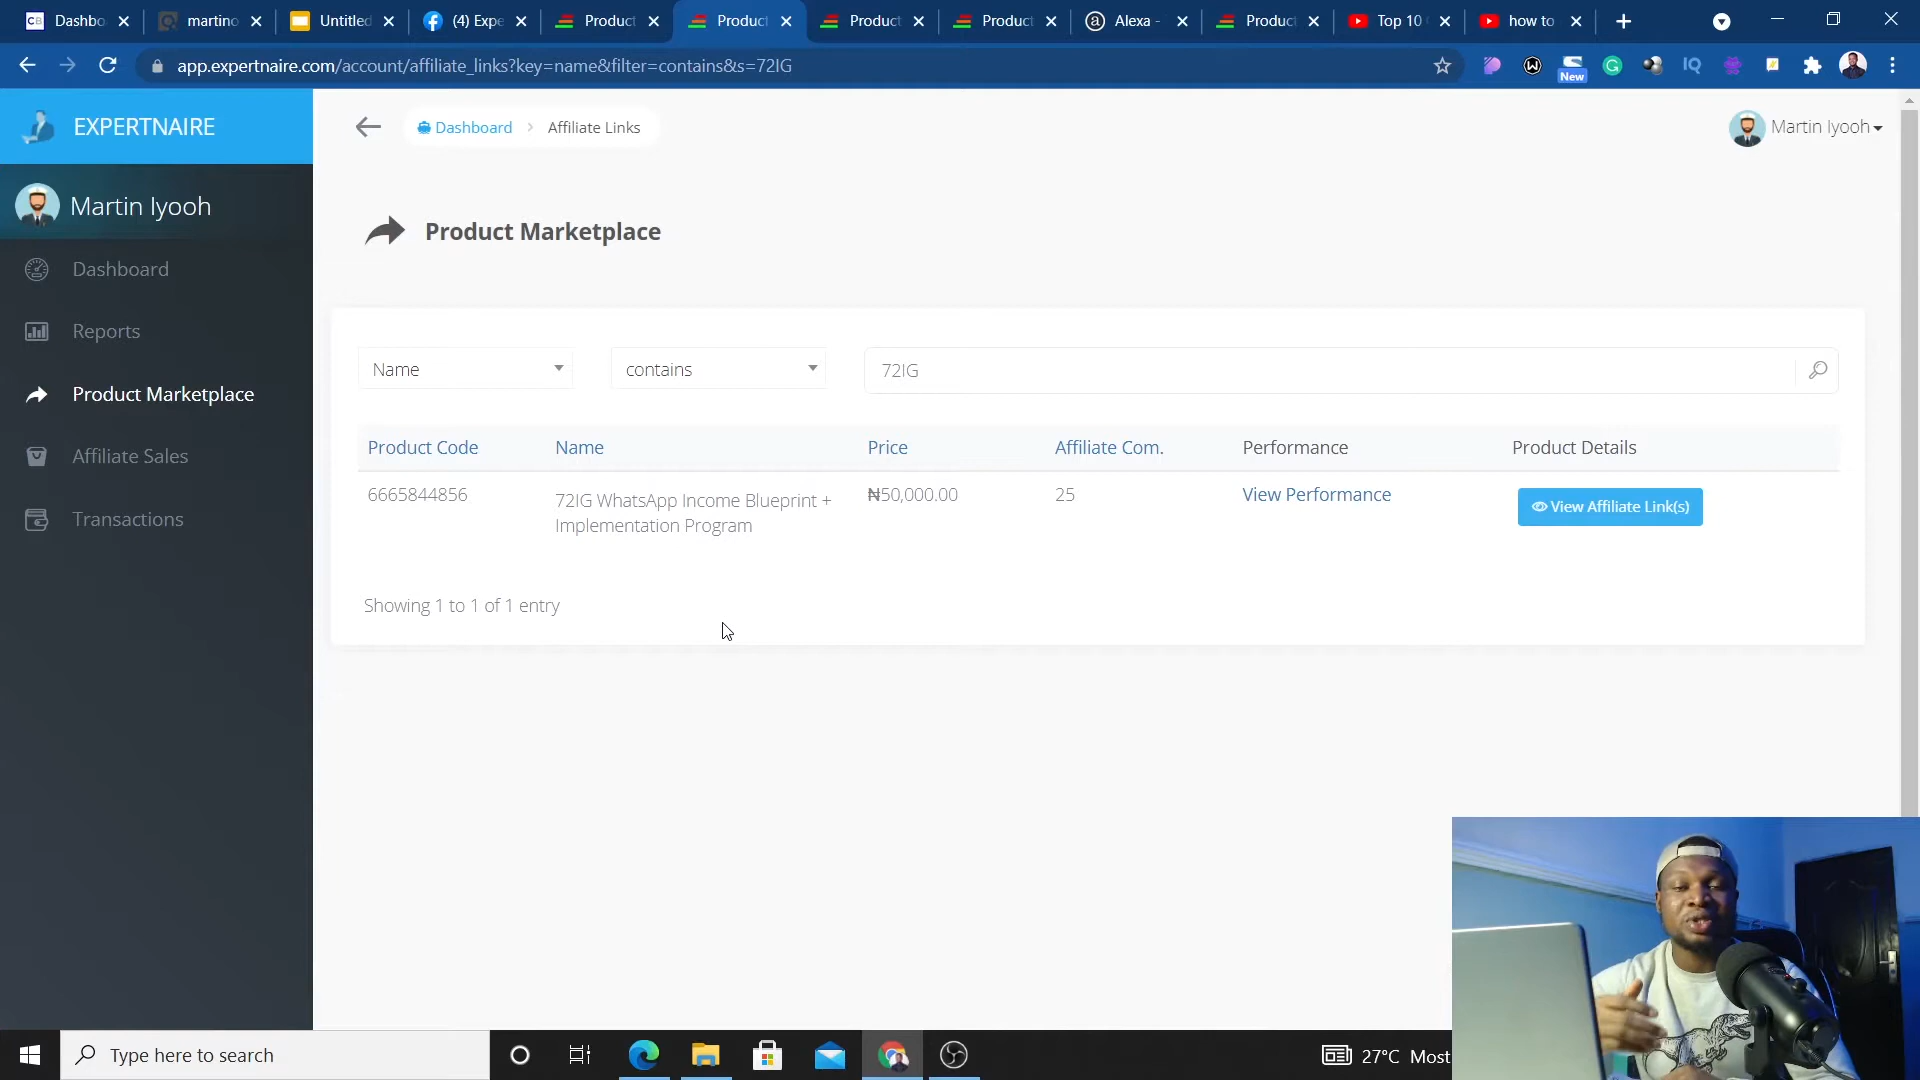 Dashbo
martino
Untitled
(4) Expe
Product
Product
Product
Product
Alexa -
Product
Top 10
how to
app.expertnaire.com/account/affiliate_links?key=name&filter=contains&s=72IG
New
EXPERTNAIRE
Dashboard
Affiliate Links
Martin Iyooh
Martin Iyooh
Product Marketplace
Dashboard
Reports
Product Marketplace
Affiliate Sales
Transactions
Name
contains
72IG
Product Code
Name
Price
Affiliate Com.
Performance
Product Details
6665844856
72IG WhatsApp Income Blueprint +
Implementation Program
₦50,000.00
25
View Performance
View Affiliate Link(s)
Showing 1 to 1 of 1 entry
Type here to search
27°C Most